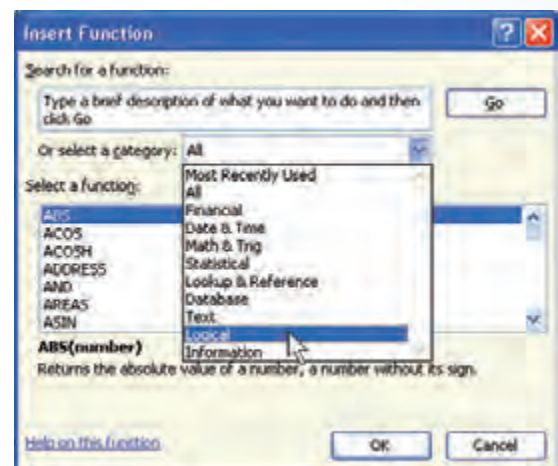 Insert Function
Search for a function:
Type a brief description of what you want to do and then
click Go
Go
Or select a category: All
Most Recently Used
All
Financial
Date & Time
Math & Trig
Statistical
Lookup & Reference
Database
Text
Logical
Information
Select a function:
ABS
ACOS
ACOSH
ADDRESS
AND
AREAS
ASIN
ABS(number)
Returns the absolute value of a number, a number without its sign.
Help on this function
OK
Cancel